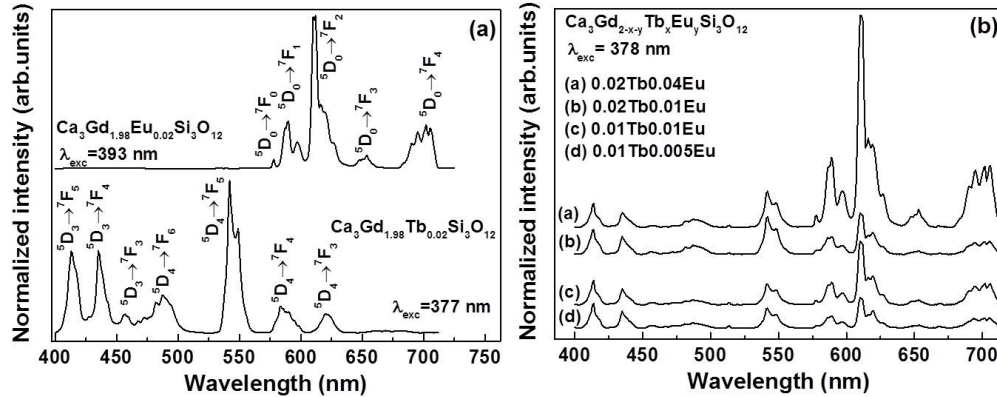 (a)
⁵D₀→⁷F₀
⁵D₀→⁷F₁
⁵D₀→⁷F₂
⁵D₀→⁷F₃
⁵D₀→⁷F₄
Ca₃Gd₁.₉₈Eu₀.₀₂Si₃O₁₂
λexc=393 nm
⁵D₃→⁷F₅
⁵D₃→⁷F₄
⁵D₃→⁷F₃
⁵D₄→⁷F₆
⁵D₄→⁷F₅
⁵D₄→⁷F₄
⁵D₄→⁷F₃
Ca₃Gd₁.₉₈Tb₀.₀₂Si₃O₁₂
λexc=377 nm
Normalized intensity (arb.units)
400 450 500 550 600 650 700 750
Wavelength (nm)
Ca₃Gd₂₋ₓ₋ᵧTbₓEuᵧSi₃O₁₂
(b)
λexc= 378 nm
(a) 0.02Tb0.04Eu
(b) 0.02Tb0.01Eu
(c) 0.01Tb0.01Eu
(d) 0.01Tb0.005Eu
(a)
(b)
(c)
(d)
Normalized intensity (arb.units)
400 450 500 550 600 650 700
Wavelength (nm)